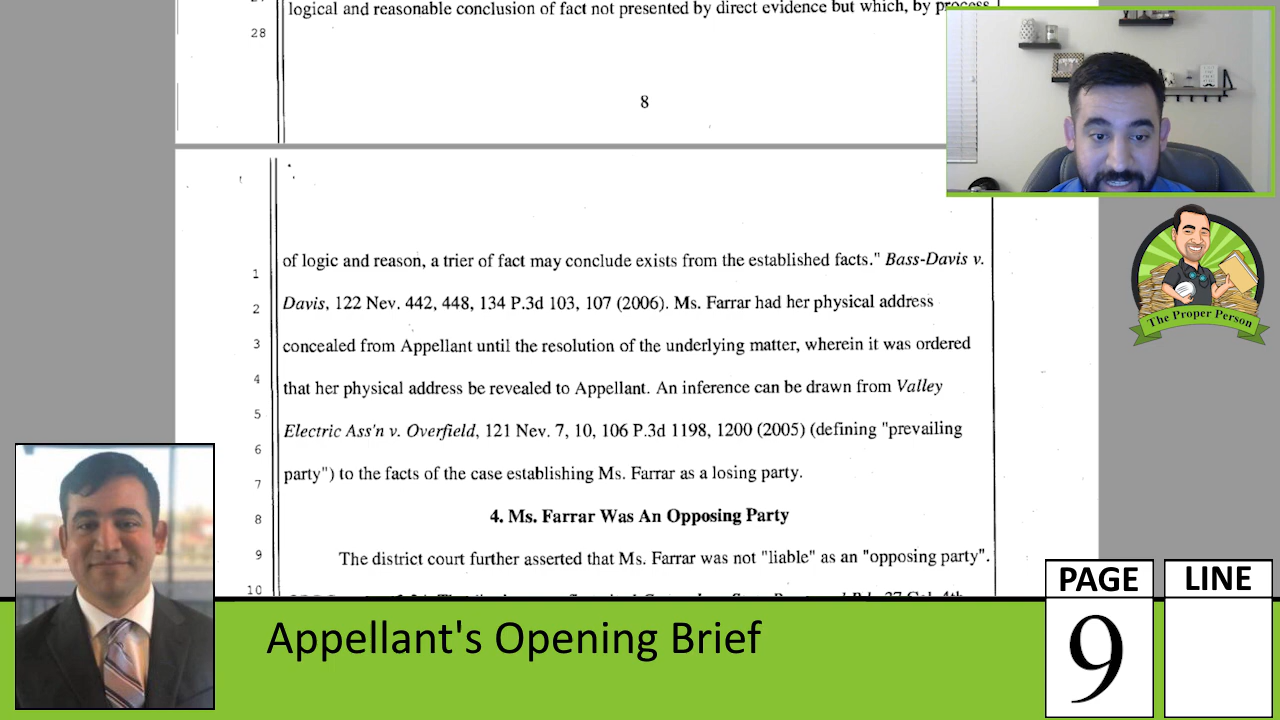 logical and reasonable conclusion of fact not presented by direct evidence but which, by process
28
8
of logic and reason, a trier of fact may conclude exists from the established facts." Bass-Davis v.
1
Davis, 122 Nev. 442, 448, 134 P.3d 103, 107 (2006). Ms. Farrar had her physical address
2
concealed from Appellant until the resolution of the underlying matter, wherein it was ordered
3
that her physical address be revealed to Appellant. An inference can be drawn from Valley
4
Electric Ass'n v. Overfield, 121 Nev. 7, 10, 106 P.3d 1198, 1200 (2005) (defining "prevailing
5
party") to the facts of the case establishing Ms. Farrar as a losing party.
6
7
4. Ms. Farrar Was An Opposing Party
8
The district court further asserted that Ms. Farrar was not "liable" as an "opposing party".
9
10
The Proper Person
Appellant's Opening Brief
PAGE
LINE
9